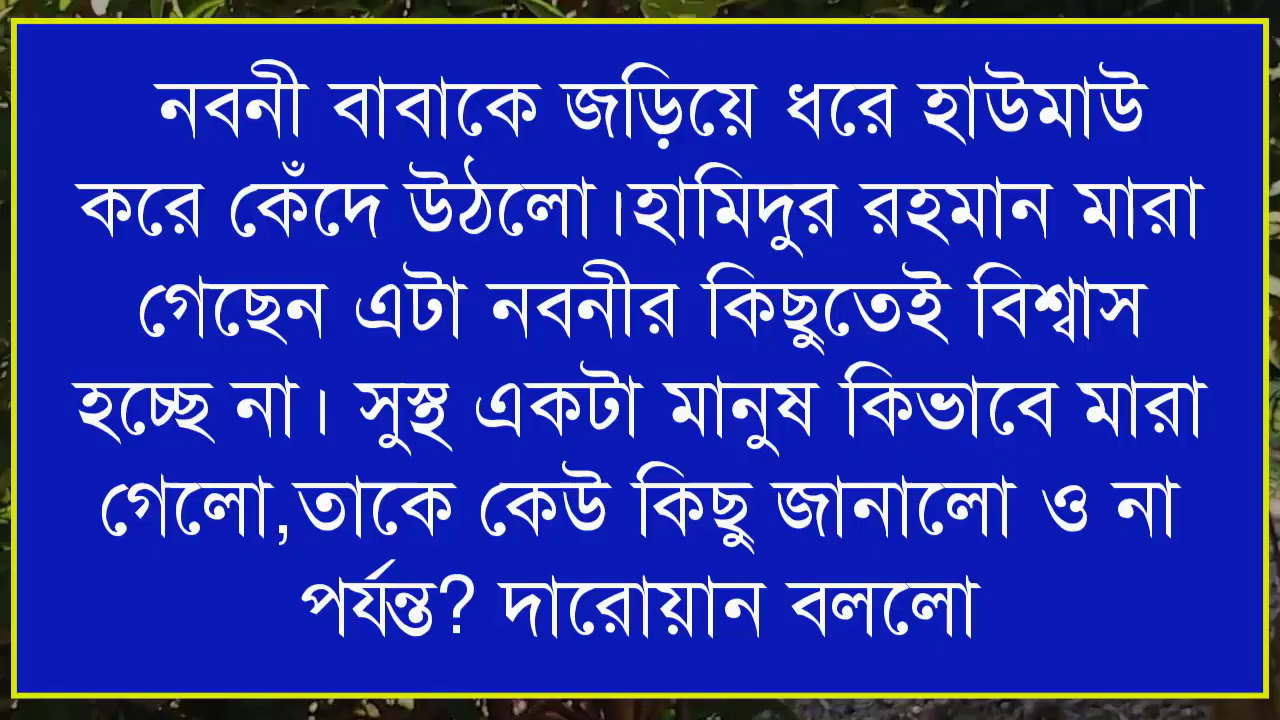 নবনী বাবাকে জড়িয়ে ধরে হাউমাউ
করে কেঁদে উঠলো।হামিদুর রহমান মারা
গেছেন এটা নবনীর কিছুতেই বিশ্বাস
হচ্ছে না। সুস্থ একটা মানুষ কিভাবে মারা
গেলো,তাকে কেউ কিছু জানালো ও না
পর্যন্ত? দারোয়ান বললো